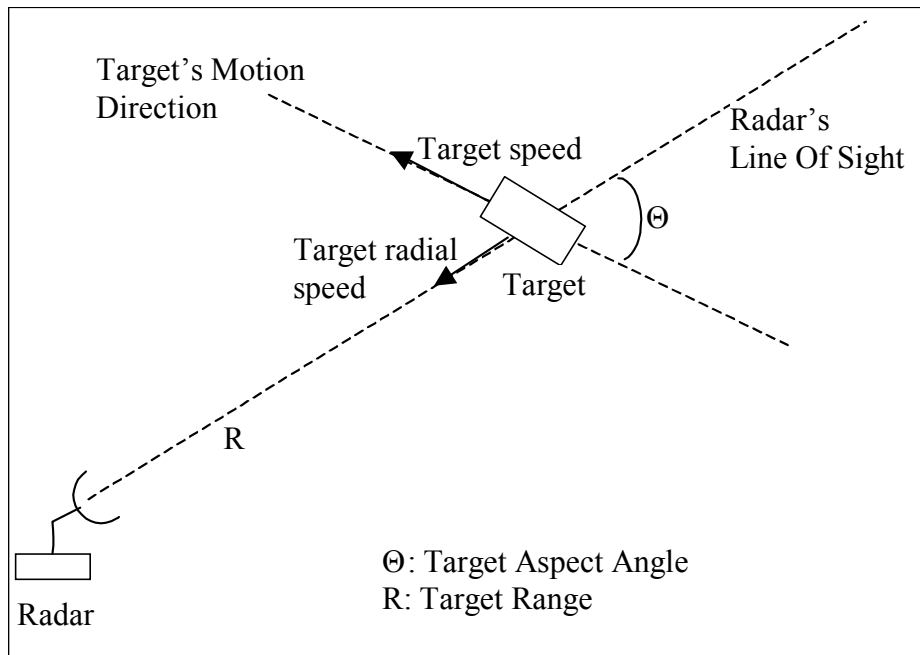 Target’s Motion
Direction
Radar’s
Line Of Sight
Target speed
Θ
Target radial
speed
Target
R
Θ: Target Aspect Angle
R: Target Range
Radar